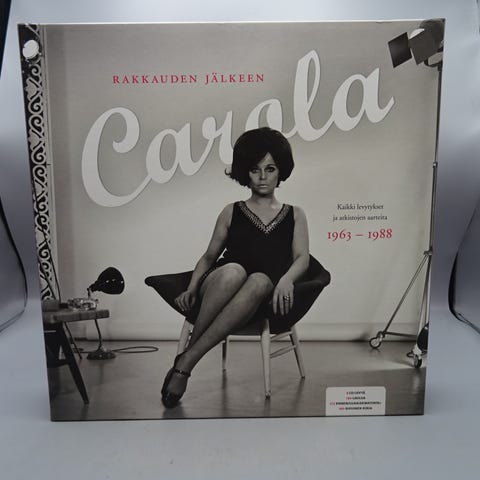 RAKKAUDEN JÄLKEEN
Carola
Kaikki levytykset
ja arkistojen aarteita
1963 – 1988